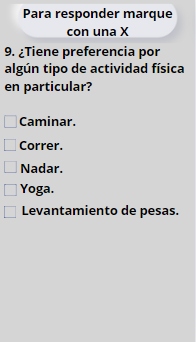 Para responder marque
con una X
9. ¿Tiene preferencia por
algún tipo de actividad física
en particular?
Caminar.
Correr.
Nadar.
Yoga.
Levantamiento de pesas.